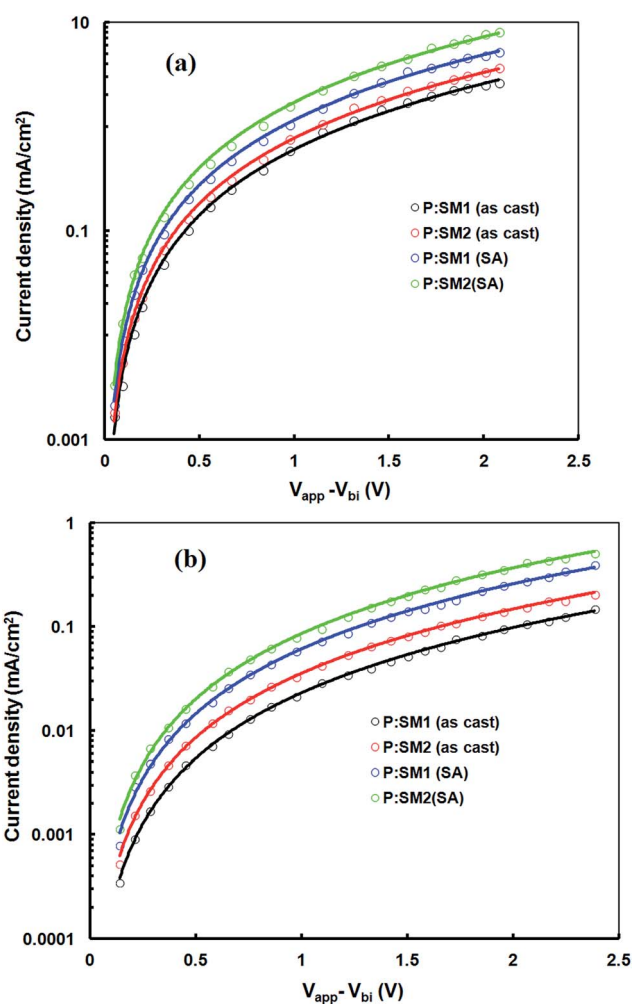 10
(a)
Current density (mA/cm²)
P:SM1 (as cast)
P:SM2 (as cast)
0.1
P:SM1 (SA)
P:SM2(SA)
0.001
0
0.5
1
1.5
2
2.5
V_app -V_bi (V)
1
(b)
0.1
Current density (mA/cm²)
0.01
P:SM1 (as cast)
P:SM2 (as cast)
P:SM1 (SA)
0.001
P:SM2(SA)
0.0001
0
0.5
1
1.5
2
2.5
V_app- V_bi (V)